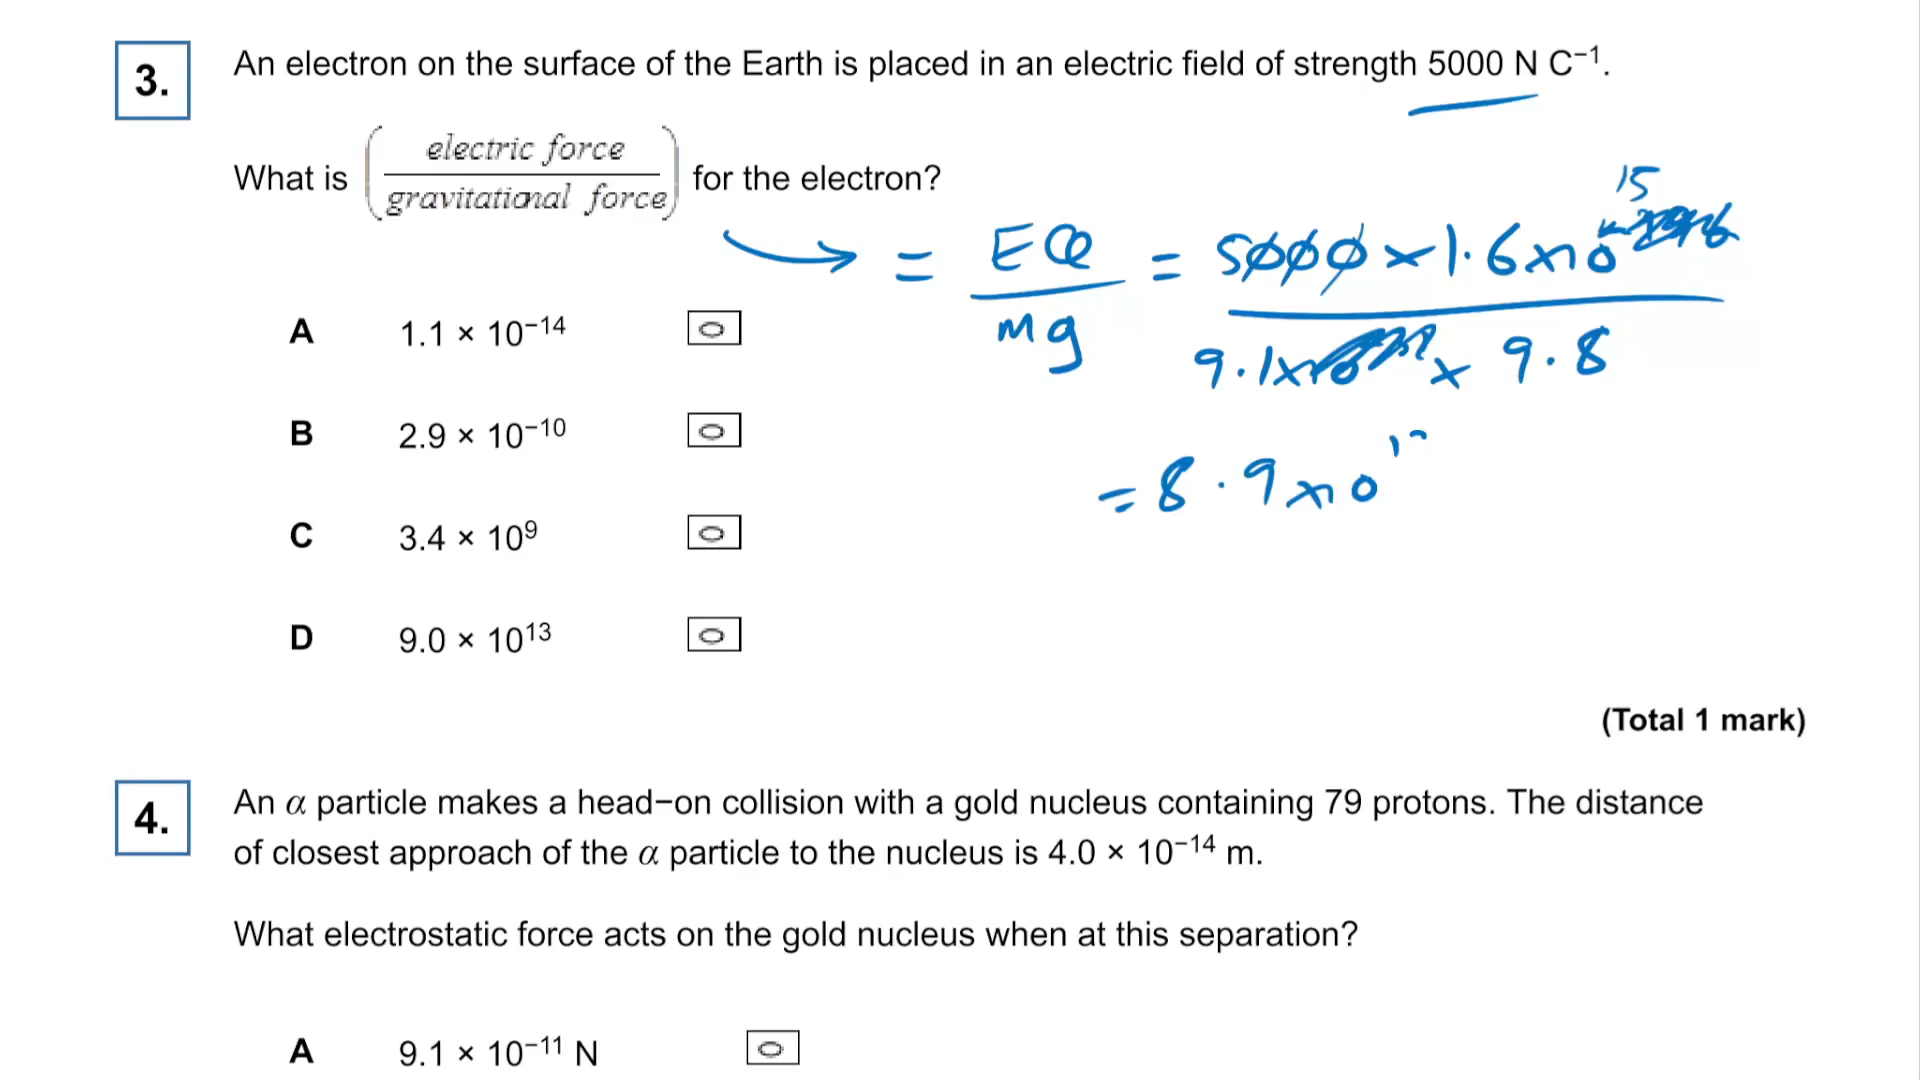 3.
An electron on the surface of the Earth is placed in an electric field of strength 5000 N C⁻¹.
What is (electric force / gravitational force) for the electron?
= EQ / mg = 5000 × 1.6 × 10 15 / 9.1 × × 9.8
= 8.9 × 10
A 1.1 × 10⁻¹⁴
B 2.9 × 10⁻¹⁰
C 3.4 × 10⁹
D 9.0 × 10¹³
(Total 1 mark)
4.
An α particle makes a head−on collision with a gold nucleus containing 79 protons. The distance
of closest approach of the α particle to the nucleus is 4.0 × 10⁻¹⁴ m.
What electrostatic force acts on the gold nucleus when at this separation?
A 9.1 × 10⁻¹¹ N